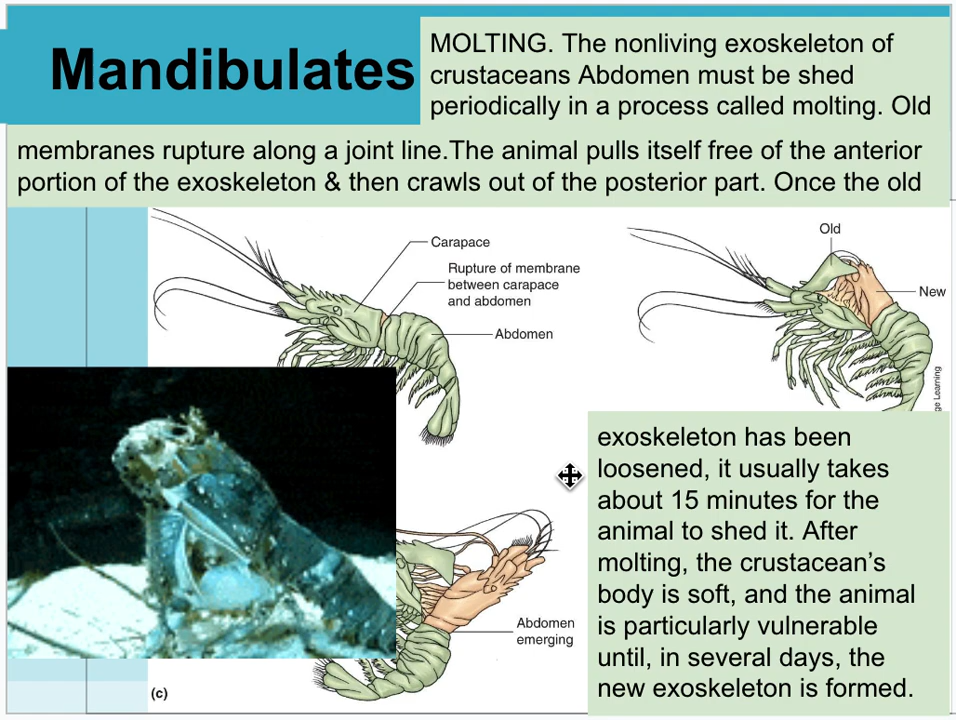 Mandibulates
MOLTING. The nonliving exoskeleton of
crustaceans Abdomen must be shed
periodically in a process called molting. Old
membranes rupture along a joint line.The animal pulls itself free of the anterior
portion of the exoskeleton & then crawls out of the posterior part. Once the old
Carapace
Rupture of membrane
between carapace
and abdomen
Abdomen
Old
New
ge Learning
Abdomen
emerging
(c)
exoskeleton has been
loosened, it usually takes
about 15 minutes for the
animal to shed it. After
molting, the crustacean’s
body is soft, and the animal
is particularly vulnerable
until, in several days, the
new exoskeleton is formed.